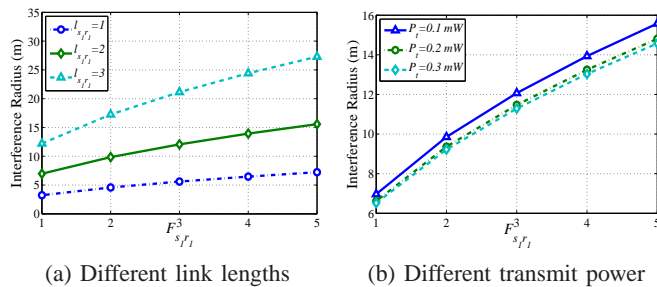 35
30
25
20
15
10
5
0
Interference Radius (m)
l_{s_1r_1}=1
l_{s_1r_1}=2
l_{s_1r_1}=3
1 2 3 4 5
F_{s_1r_1}
(a) Different link lengths
16
14
12
10
8
6
Interference Radius (m)
P_t=0.1 mW
P_t=0.2 mW
P_t=0.3 mW
1 2 3 4 5
F_{s_1r_1}
(b) Different transmit power